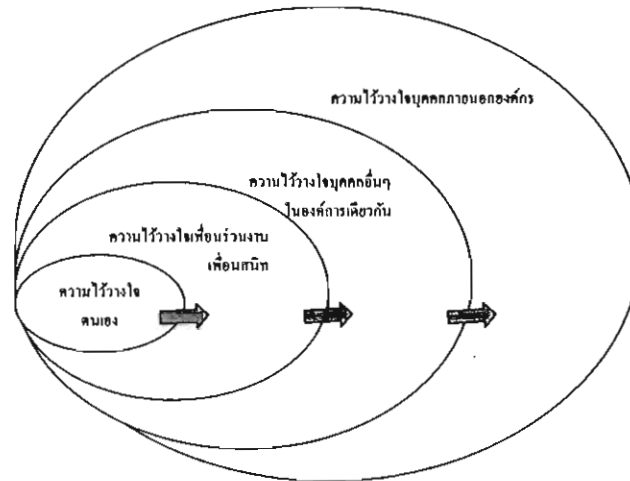 ความไว้วางใจบุคคลภายนอกองค์กร
ความไว้วางใจบุคคลอื่นๆ
ในองค์การเดียวกัน
ความไว้วางใจเพื่อนร่วมงาน
เพื่อนสนิท
ความไว้วางใจ
ตนเอง